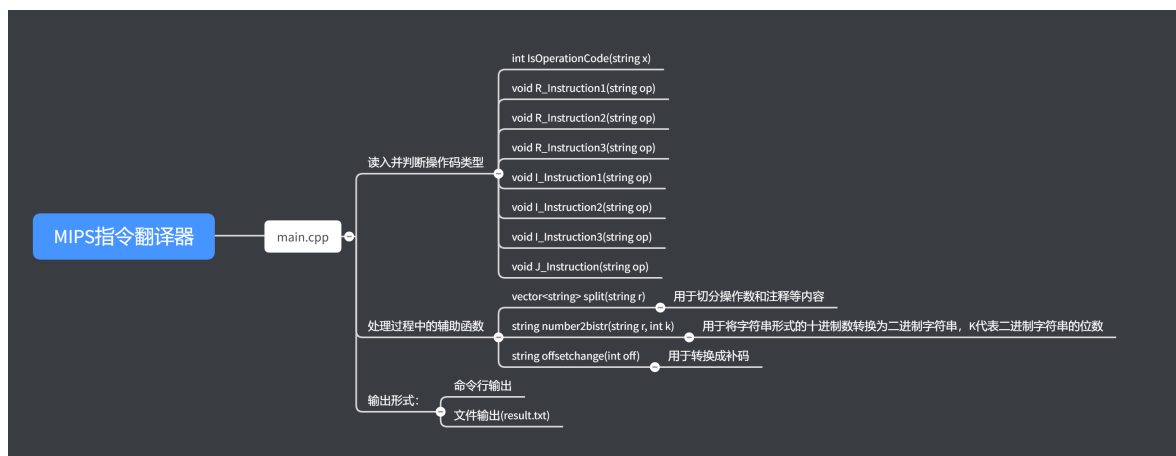 MIPS指令翻译器
main.cpp
读入并判断操作码类型
int IsOperationCode(string x)
void R_Instruction1(string op)
void R_Instruction2(string op)
void R_Instruction3(string op)
void I_Instruction1(string op)
void I_Instruction2(string op)
void I_Instruction3(string op)
void J_Instruction(string op)
处理过程中的辅助函数
vector<string> split(string r)
用于切分操作数和注释等内容
string number2bistr(string r, int k)
用于将字符串形式的十进制数转换为二进制字符串，K代表二进制字符串的位数
string offsetchange(int off)
用于转换成补码
输出形式：
命令行输出
文件输出(result.txt)